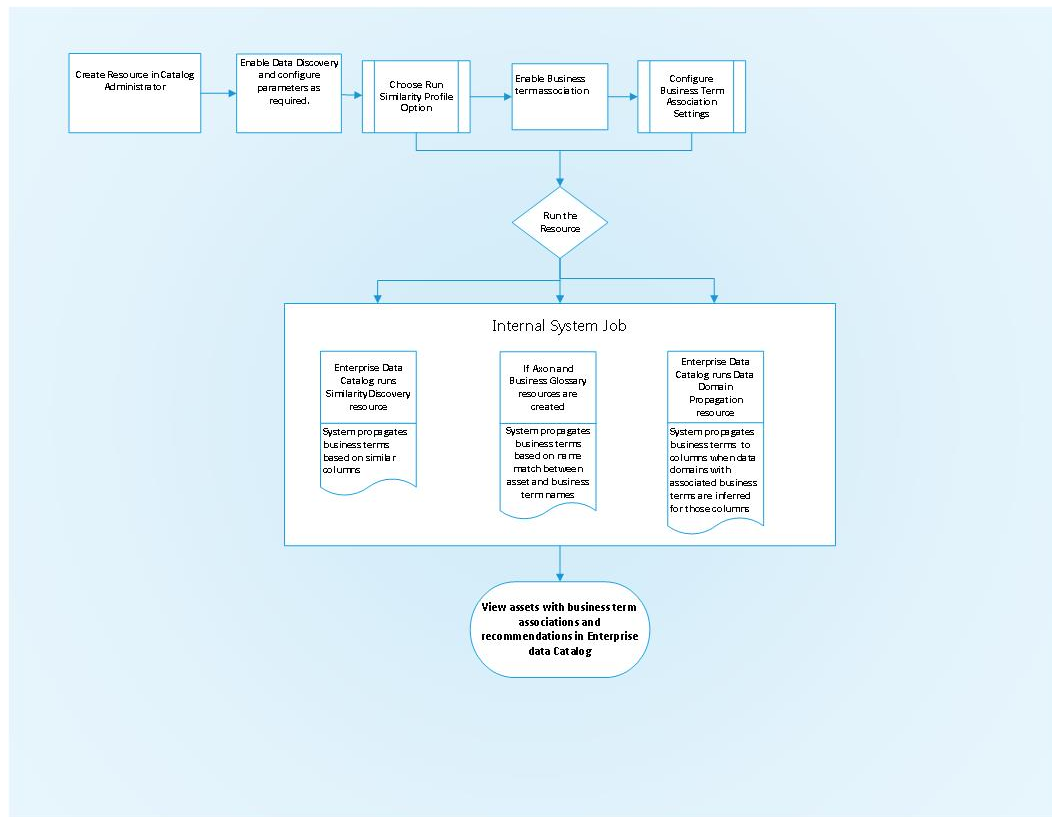 Create Resource in Catalog
Administrator
Enable Data Discovery
and configure
parameters as
required.
Choose Run
Similarity Profile
Option
Enable Business
termassociation
Configure
Business Term
Association
Settings
Run the
Resource
Internal System Job
Enterprise Data
Catalog runs
SimilarityDiscovery
resource
System propagates
business terms
based on similar
columns
If Axon and
Business Glossary
resources are
created
System propagates
business terms
based on name
match between
asset and business
term names
Enterprise Data
Catalog runs Data
Domain
Propagation
resource
System propagates
business terms to
columns when data
domains with
associated business
terms are inferred
for those columns
View assets with business term
associations and
recommendations in Enterprise
data Catalog